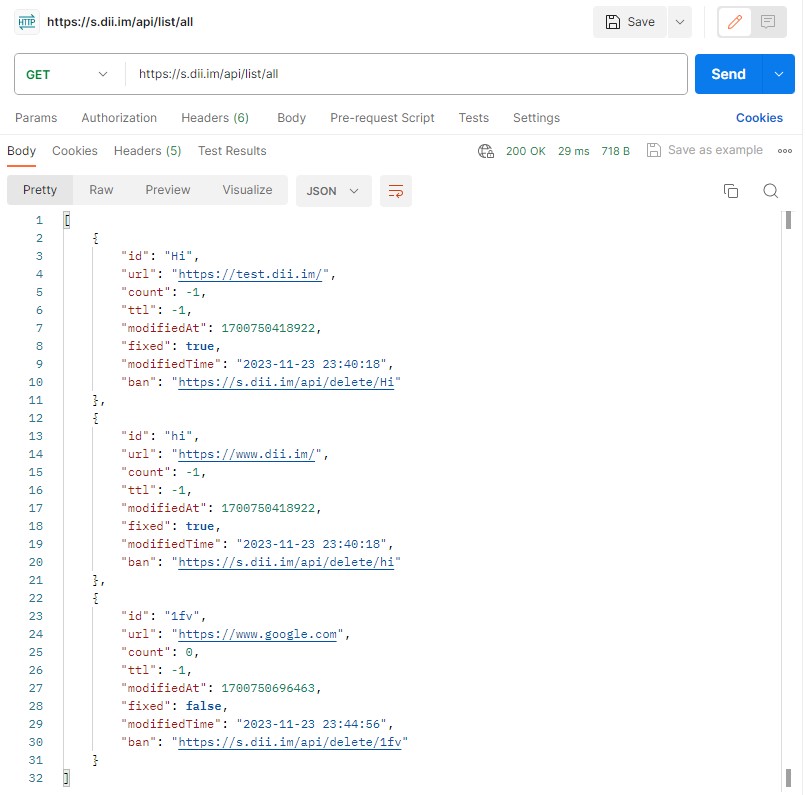 HTTP https://s.dii.im/api/list/all Save
GET https://s.dii.im/api/list/all Send
Params Authorization Headers (6) Body Pre-request Script Tests Settings Cookies
Body Cookies Headers (5) Test Results 200 OK 29 ms 718 B Save as example
Pretty Raw Preview Visualize JSON
1 [
2 {
3 "id": "Hi",
4 "url": "https://test.dii.im/",
5 "count": -1,
6 "ttl": -1,
7 "modifiedAt": 1700750418922,
8 "fixed": true,
9 "modifiedTime": "2023-11-23 23:40:18",
10 "ban": "https://s.dii.im/api/delete/Hi"
11 },
12 {
13 "id": "hi",
14 "url": "https://www.dii.im/",
15 "count": -1,
16 "ttl": -1,
17 "modifiedAt": 1700750418922,
18 "fixed": true,
19 "modifiedTime": "2023-11-23 23:40:18",
20 "ban": "https://s.dii.im/api/delete/hi"
21 },
22 {
23 "id": "1fv",
24 "url": "https://www.google.com",
25 "count": 0,
26 "ttl": -1,
27 "modifiedAt": 1700750696463,
28 "fixed": false,
29 "modifiedTime": "2023-11-23 23:44:56",
30 "ban": "https://s.dii.im/api/delete/1fv"
31 }
32 ]